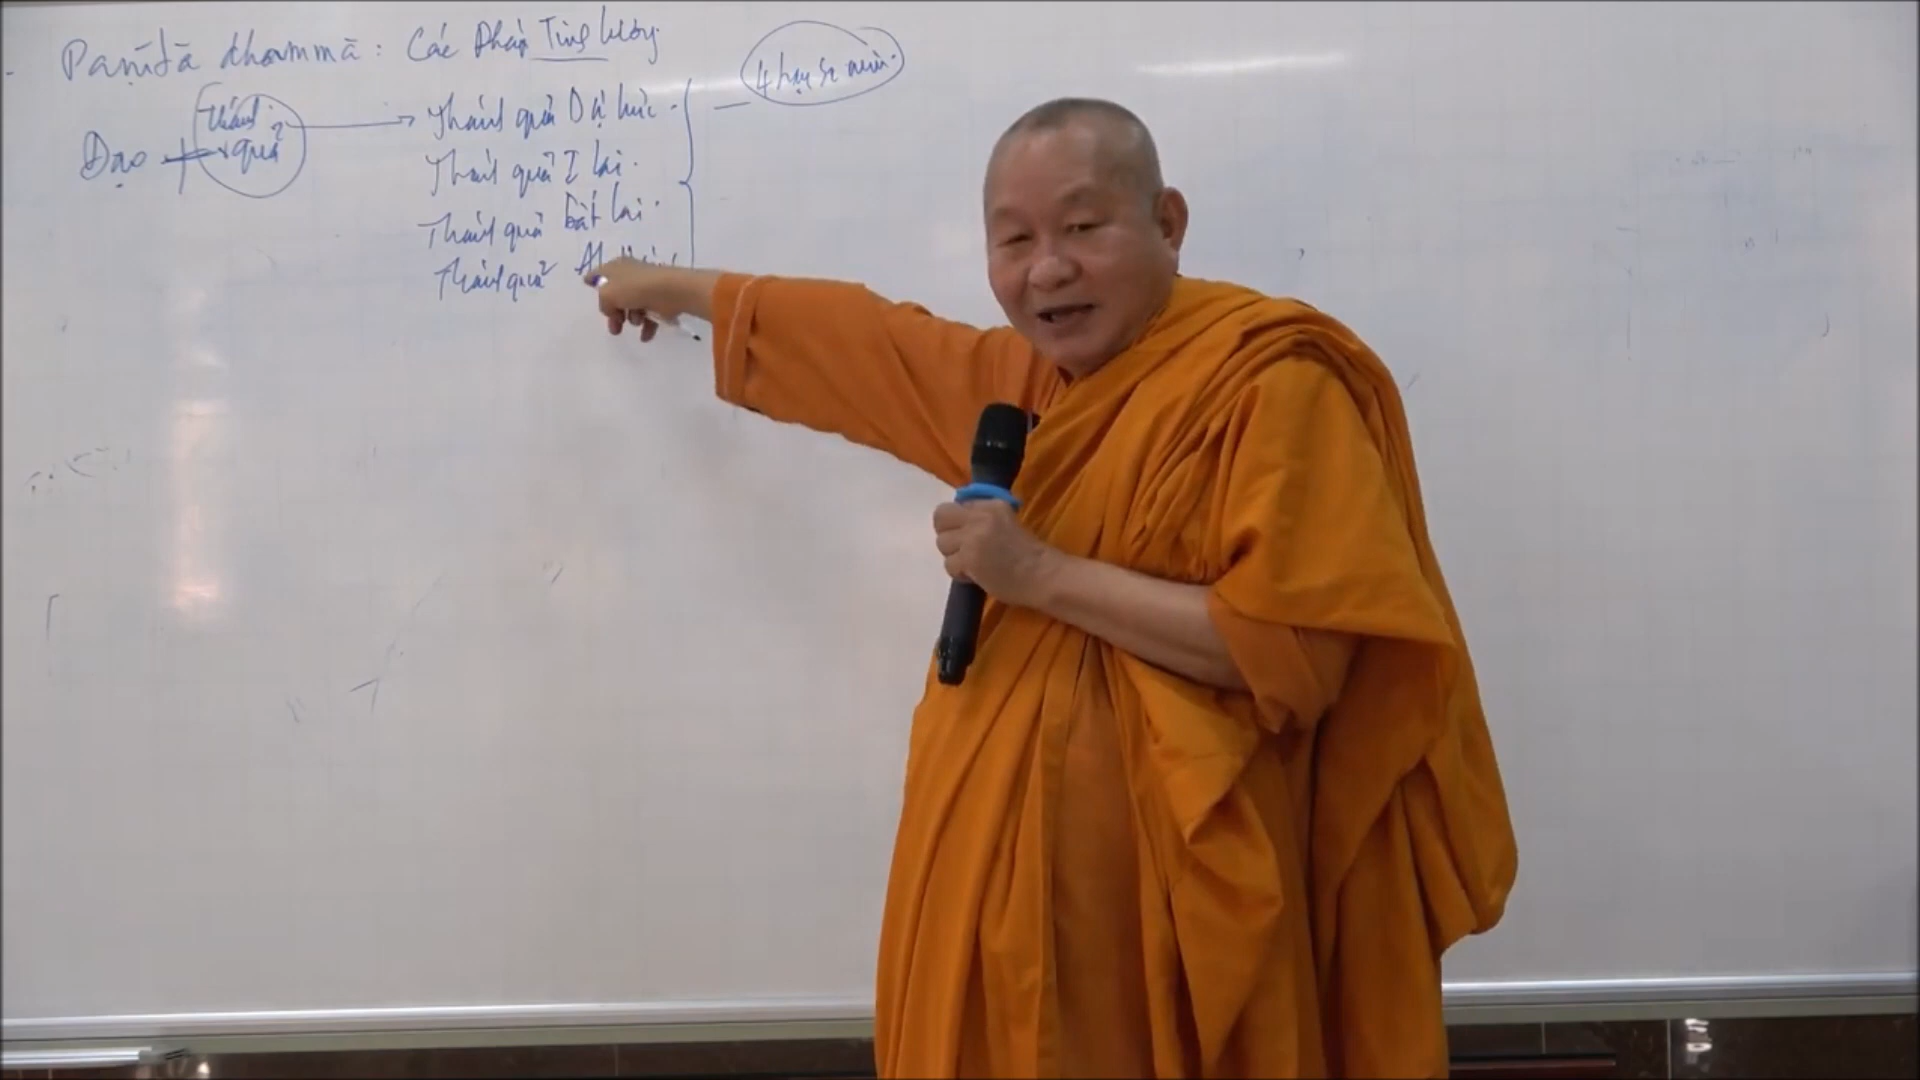 - Paṇītā dhammā : Các Pháp Tinh lương
Đạo + thánh quả → Thánh quả Dự lưu.
Thánh quả I lai.
Thánh quả bất lai.
Thánh quả
4 hạng sa môn.